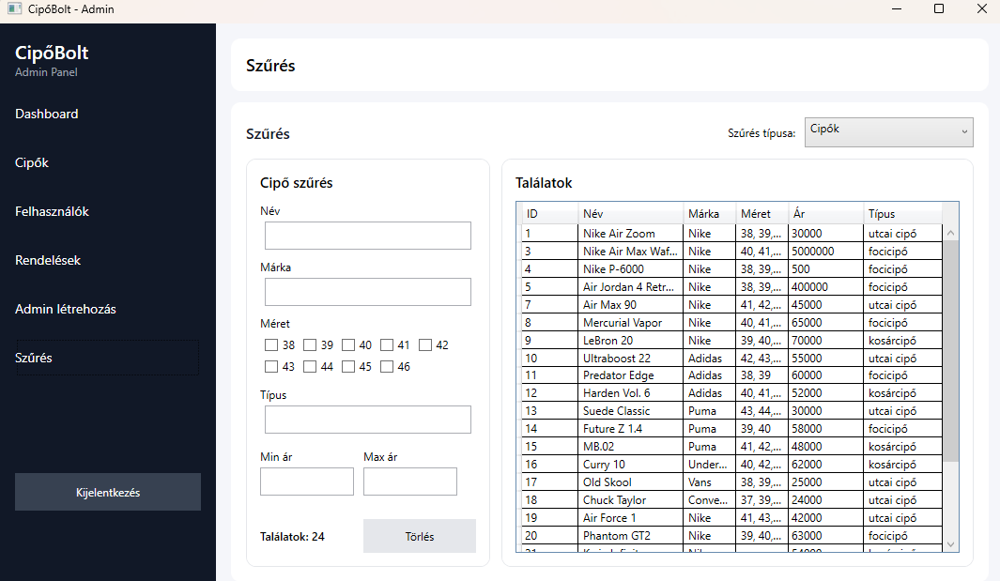 CipőBolt - Admin
CipőBolt
Admin Panel
Dashboard
Cipők
Felhasználók
Rendelések
Admin létrehozás
Szűrés
Kijelentkezés
Szűrés
Szűrés
Szűrés típusa: Cipők
Cipő szűrés
Név
Márka
Méret
38 39 40 41 42
43 44 45 46
Típus
Min ár Max ár
Találatok: 24 Törlés
Találatok
ID Név Márka Méret Ár Típus
1 Nike Air Zoom Nike 38, 39,... 30000 utcai cipő
3 Nike Air Max Waf... Nike 40, 41,... 5000000 focicipő
4 Nike P-6000 Nike 38, 39,... 500 focicipő
5 Air Jordan 4 Retr... Nike 38, 39,... 400000 focicipő
7 Air Max 90 Nike 41, 42,... 45000 utcai cipő
8 Mercurial Vapor Nike 40, 41,... 65000 focicipő
9 LeBron 20 Nike 39, 40,... 70000 kosárcipő
10 Ultraboost 22 Adidas 42, 43,... 55000 utcai cipő
11 Predator Edge Adidas 38, 39 60000 focicipő
12 Harden Vol. 6 Adidas 40, 41,... 52000 kosárcipő
13 Suede Classic Puma 43, 44,... 30000 utcai cipő
14 Future Z 1.4 Puma 39, 40 58000 focicipő
15 MB.02 Puma 41, 42,... 48000 kosárcipő
16 Curry 10 Under... 40, 42,... 62000 kosárcipő
17 Old Skool Vans 38, 39,... 25000 utcai cipő
18 Chuck Taylor Conve... 37, 39,... 24000 utcai cipő
19 Air Force 1 Nike 41, 43,... 42000 utcai cipő
20 Phantom GT2 Nike 39, 40,... 63000 focicipő